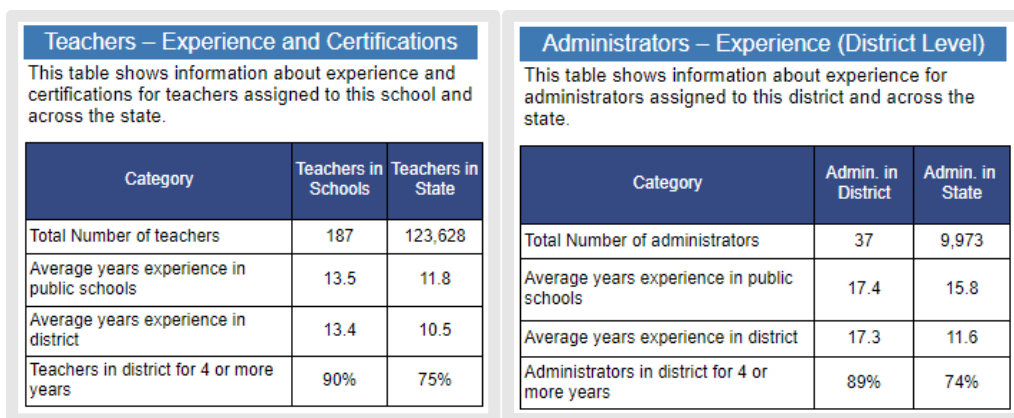 Teachers – Experience and Certifications
This table shows information about experience and
certifications for teachers assigned to this school and
across the state.
Category
Teachers in
Schools
Teachers in
State
Total Number of teachers
187
123,628
Average years experience in
public schools
13.5
11.8
Average years experience in
district
13.4
10.5
Teachers in district for 4 or more
years
90%
75%
Administrators – Experience (District Level)
This table shows information about experience for
administrators assigned to this district and across the
state.
Category
Admin. in
District
Admin. in
State
Total Number of administrators
37
9,973
Average years experience in public
schools
17.4
15.8
Average years experience in district
17.3
11.6
Administrators in district for 4 or
more years
89%
74%